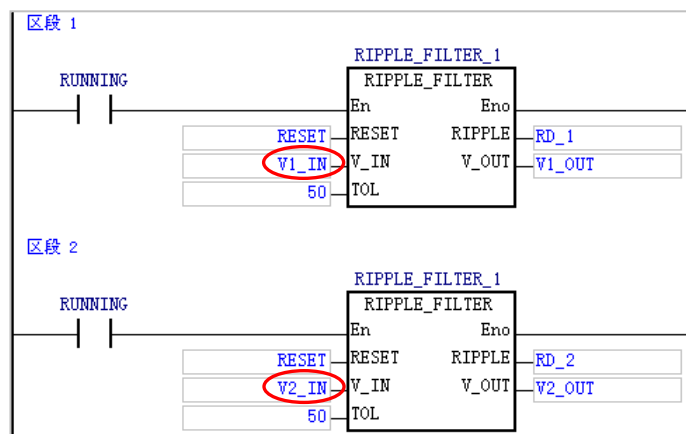 区段 1
RIPPLE_FILTER_1
RUNNING
RIPPLE_FILTER
En Eno
RESET RESET RIPPLE RD_1
V1_IN V_IN V_OUT V1_OUT
50 TOL
区段 2
RIPPLE_FILTER_1
RUNNING
RIPPLE_FILTER
En Eno
RESET RESET RIPPLE RD_2
V2_IN V_IN V_OUT V2_OUT
50 TOL